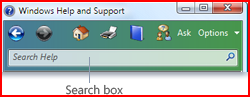 Windows Help and Support
Ask Options
Search Help
Search box